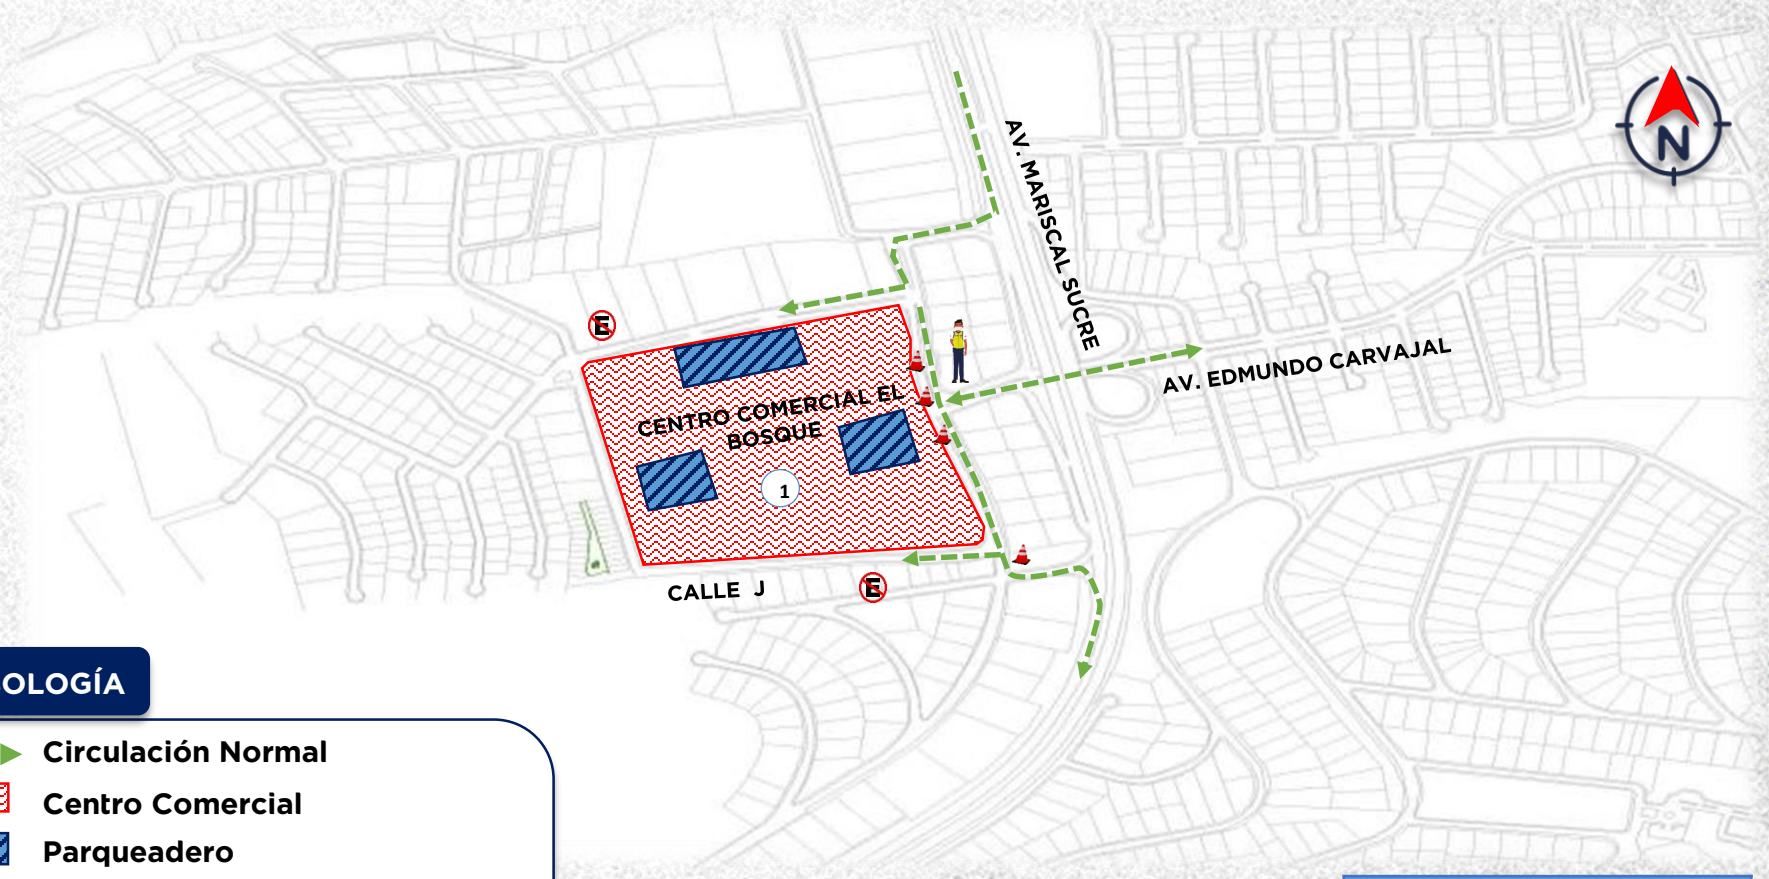 N
AV. MARISCAL SUCRE
AV. EDMUNDO CARVAJAL
E
CENTRO COMERCIAL EL
BOSQUE
1
CALLE J
E
OLOGÍA
Circulación Normal
Centro Comercial
Parqueadero